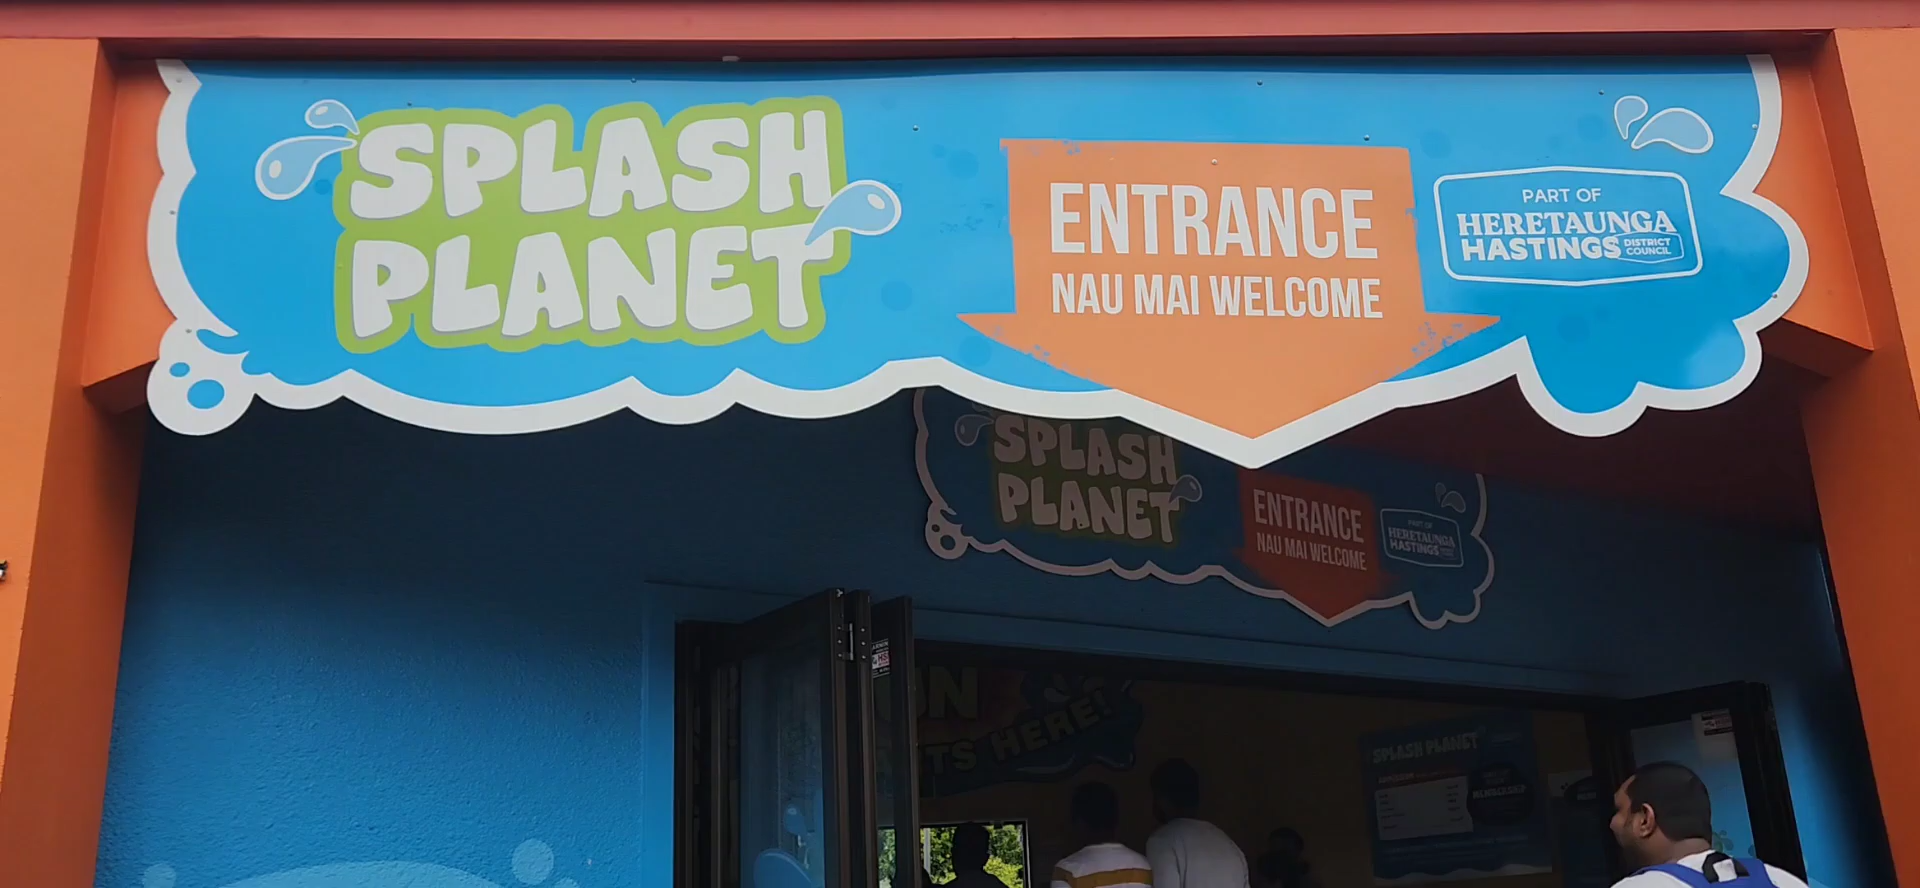 SPLASH
PLANET
ENTRANCE
NAU MAI WELCOME
PART OF
HERETAUNGA
HASTINGS DISTRICT COUNCIL
SPLASH
PLANET
ENTRANCE
NAU MAI WELCOME
PART OF
HERETAUNGA
HASTINGS
HERE!
SPLASH PLANET